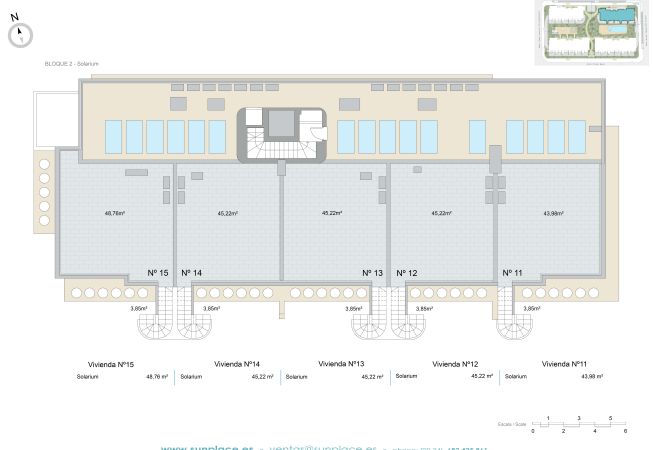 N
BLOQUE 2 - Solarium
48,76m²
45,22m²
45,22m²
45,22m²
43,98m²
Nº 15
Nº 14
Nº 13
Nº 12
Nº 11
3,85m²
3,85m²
3,85m²
3,85m²
3,85m²
Vivienda Nº15
Vivienda Nº14
Vivienda Nº13
Vivienda Nº12
Vivienda Nº11
Solarium 48,76 m²
Solarium 45,22 m²
Solarium 45,22 m²
Solarium 45,22 m²
Solarium 43,98 m²
Escala / Scale
1 3 5
0 2 4 6
www.sunplace.es - ventas@sunplace.es